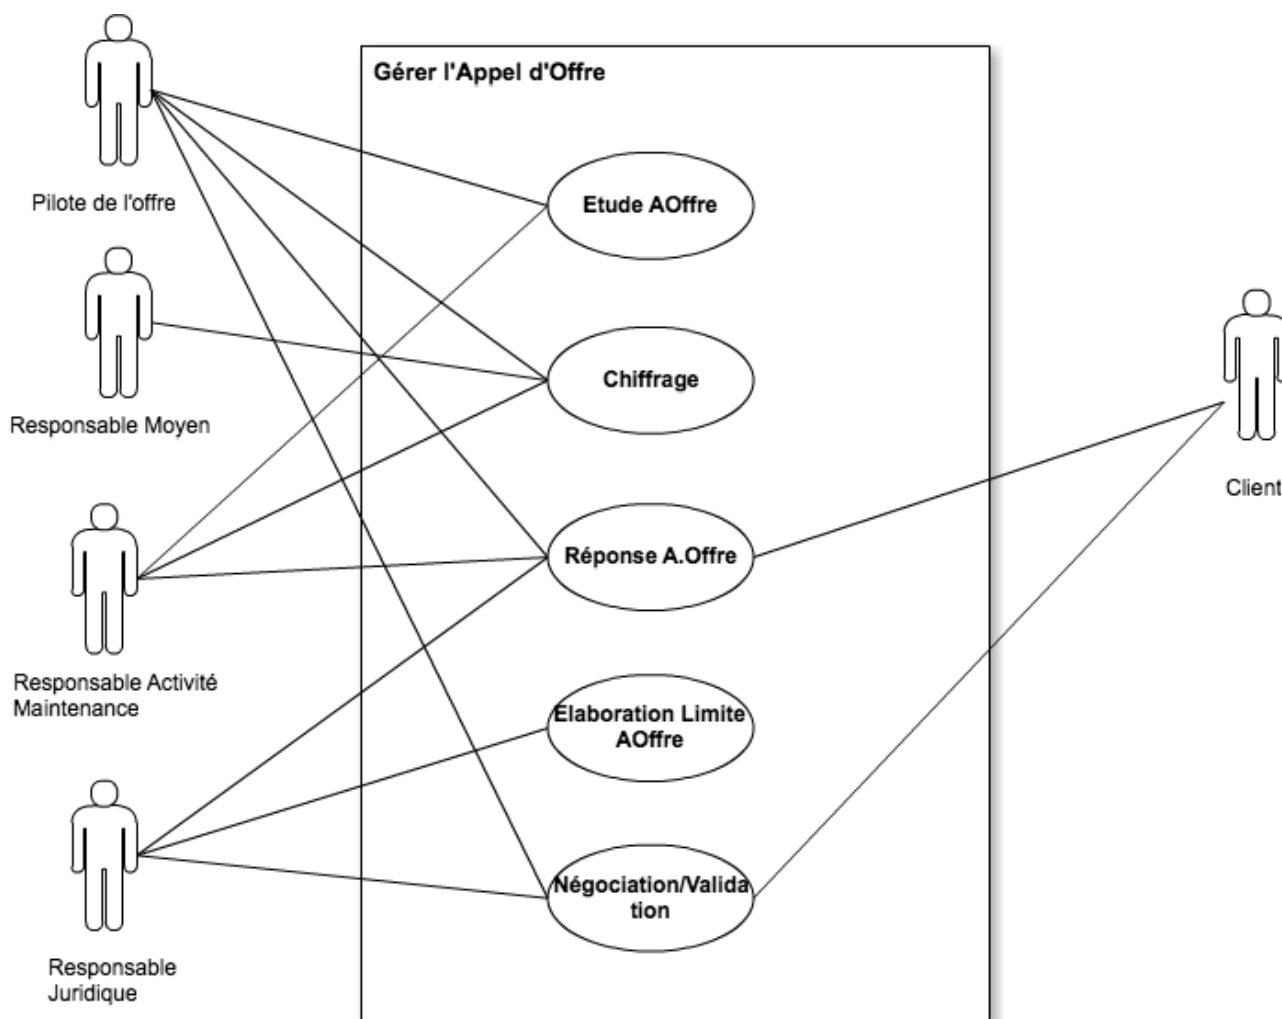 Gérer l'Appel d'Offre
Pilote de l'offre
Etude AOffre
Responsable Moyen
Chiffrage
Client
Réponse A.Offre
Responsable Activité
Maintenance
Elaboration Limite
AOffre
Négociation/Valida
tion
Responsable
Juridique